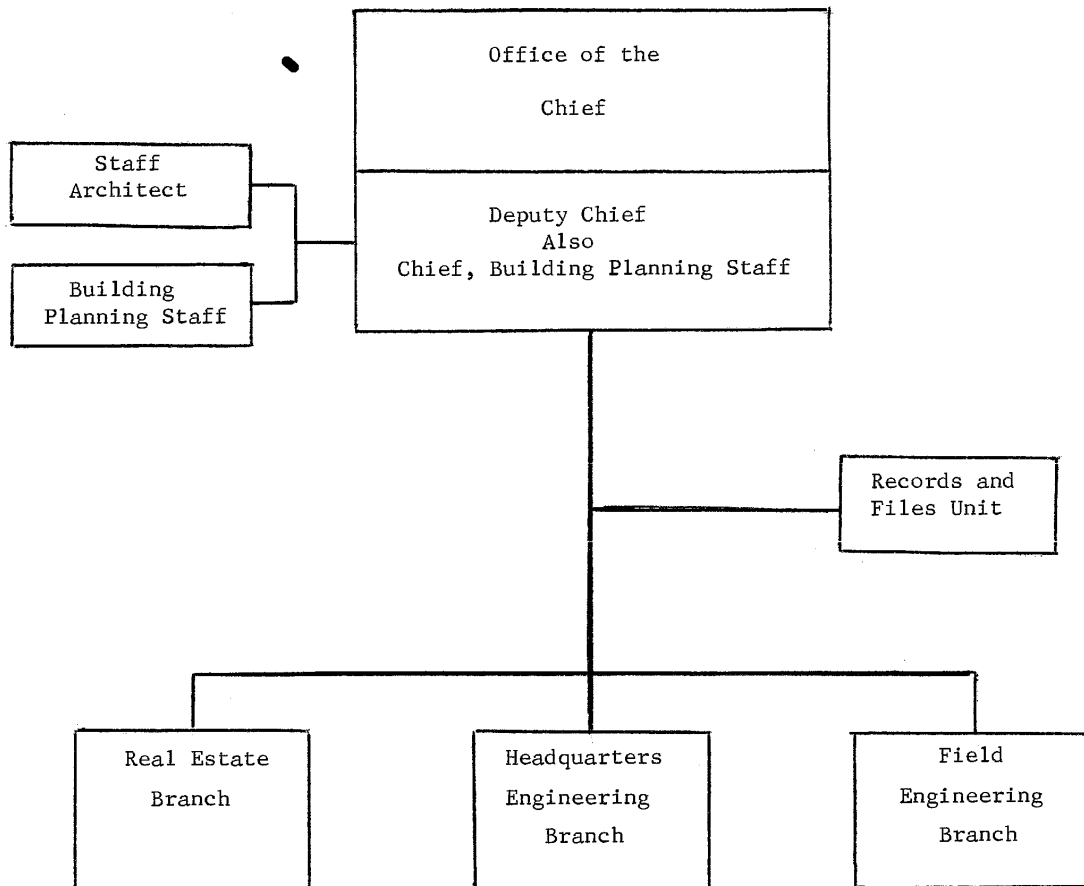 Office of the
Chief
Staff
Architect
Deputy Chief
Also
Chief, Building Planning Staff
Building
Planning Staff
Records and
Files Unit
Real Estate
Branch
Headquarters
Engineering
Branch
Field
Engineering
Branch